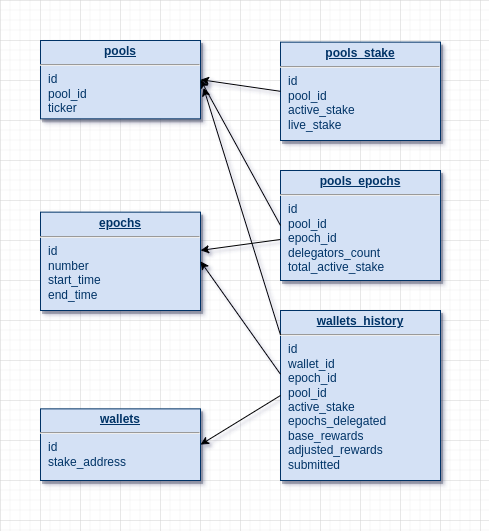 pools
id
pool_id
ticker
pools_stake
id
pool_id
active_stake
live_stake
epochs
id
number
start_time
end_time
pools_epochs
id
pool_id
epoch_id
delegators_count
total_active_stake
wallets
id
stake_address
wallets_history
id
wallet_id
epoch_id
pool_id
active_stake
epochs_delegated
base_rewards
adjusted_rewards
submitted